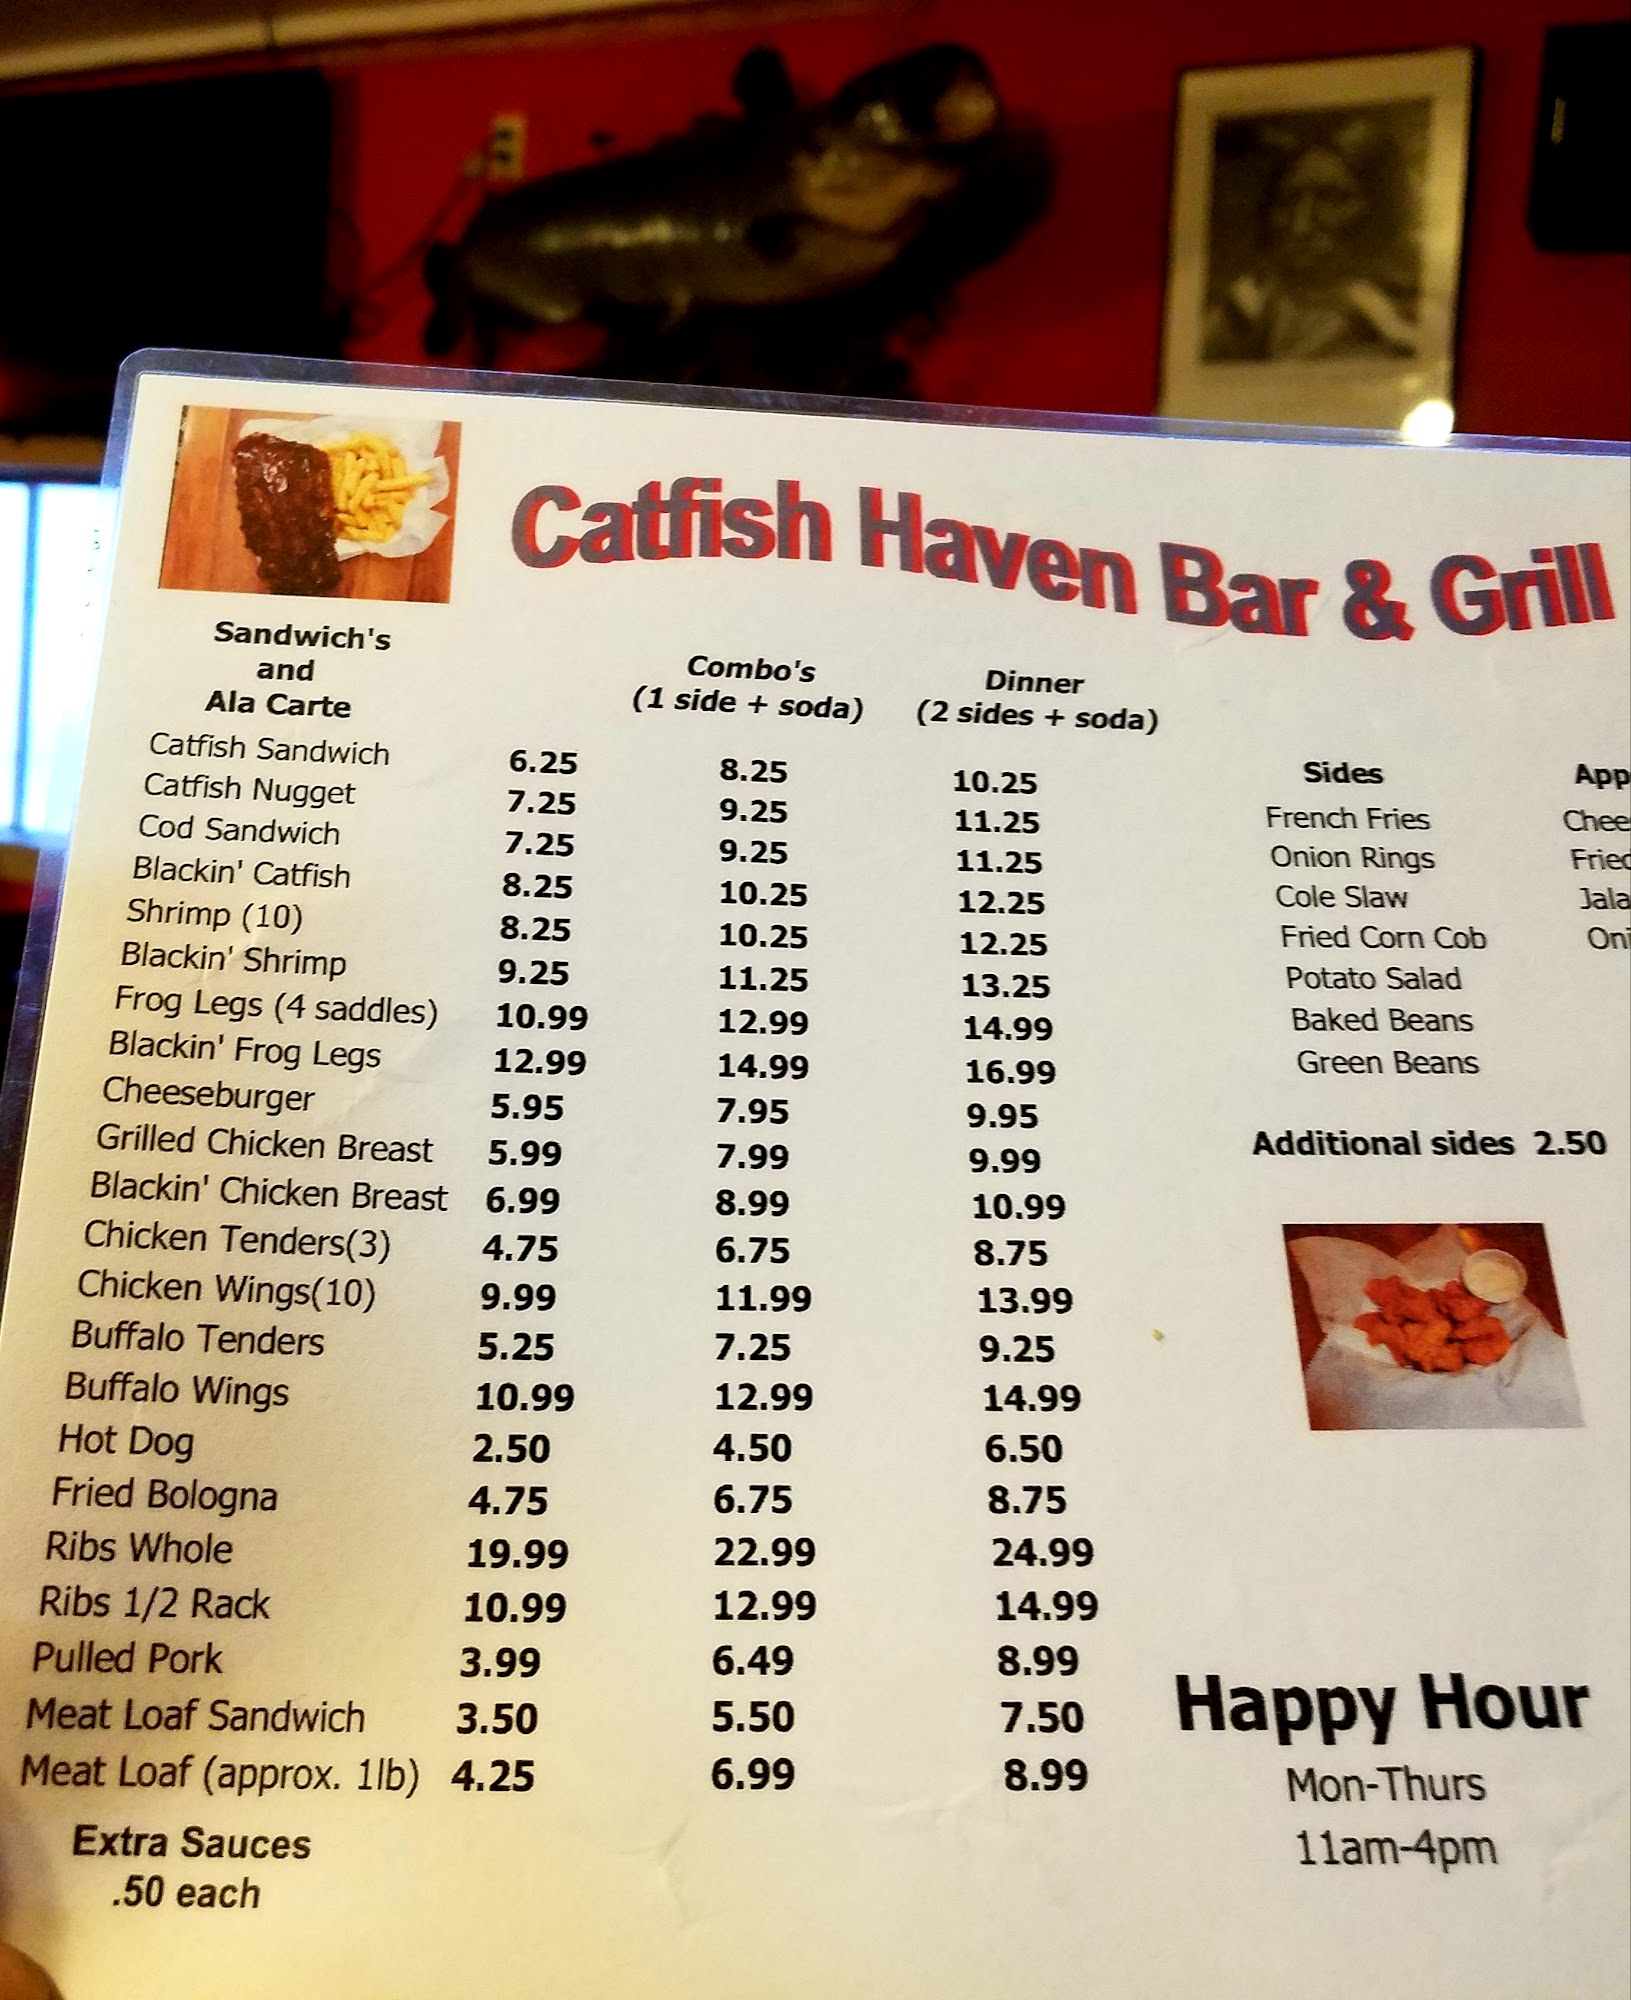 Catfish Haven Bar & Grill
Sandwich's
and
Ala Carte
Combo's
(1 side + soda)
Dinner
(2 sides + soda)
Catfish Sandwich 6.25 8.25 10.25
Catfish Nugget 7.25 9.25 11.25
Cod Sandwich 7.25 9.25 11.25
Blackin' Catfish 8.25 10.25 12.25
Shrimp (10) 8.25 10.25 12.25
Blackin' Shrimp 9.25 11.25 13.25
Frog Legs (4 saddles) 10.99 12.99 14.99
Blackin' Frog Legs 12.99 14.99 16.99
Cheeseburger 5.95 7.95 9.95
Grilled Chicken Breast 5.99 7.99 9.99
Blackin' Chicken Breast 6.99 8.99 10.99
Chicken Tenders(3) 4.75 6.75 8.75
Chicken Wings(10) 9.99 11.99 13.99
Buffalo Tenders 5.25 7.25 9.25
Buffalo Wings 10.99 12.99 14.99
Hot Dog 2.50 4.50 6.50
Fried Bologna 4.75 6.75 8.75
Ribs Whole 19.99 22.99 24.99
Ribs 1/2 Rack 10.99 12.99 14.99
Pulled Pork 3.99 6.49 8.99
Meat Loaf Sandwich 3.50 5.50 7.50
Meat Loaf (approx. 1lb) 4.25 6.99 8.99
Extra Sauces
.50 each
Sides
French Fries
Onion Rings
Cole Slaw
Fried Corn Cob
Potato Salad
Baked Beans
Green Beans
Additional sides 2.50
App
Chee
Fried
Jala
Oni
Happy Hour
Mon-Thurs
11am-4pm